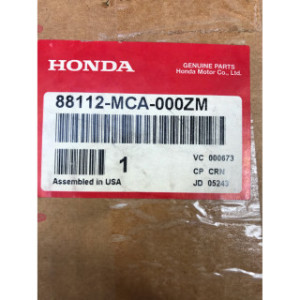 HONDA
GENUINE PARTS
Honda Motor Co., Ltd.
88112-MCA-000ZM
1
VC 000673
CP CRH
Assembled in USA
JD 05243